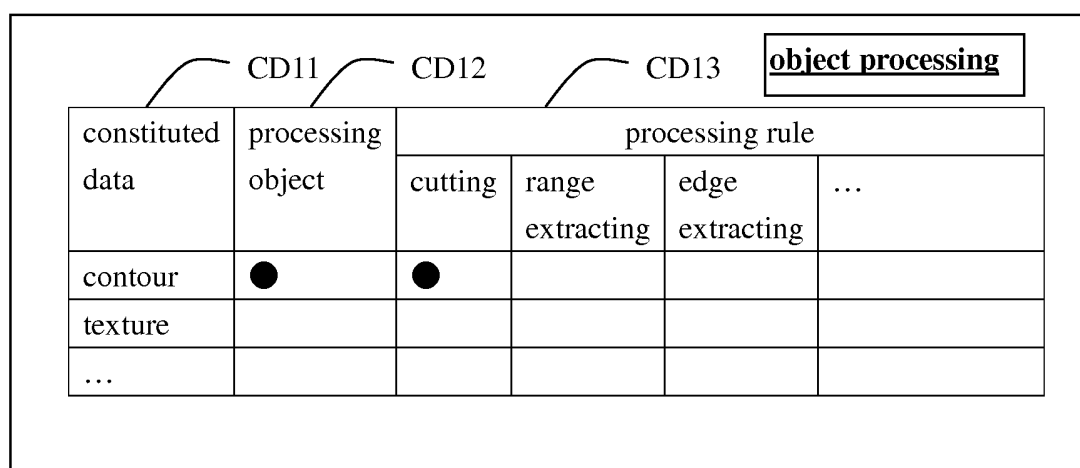 CD11 CD12 CD13 object processing
constituted data processing object processing rule
cutting range extracting edge extracting …
contour ● ●
texture
…